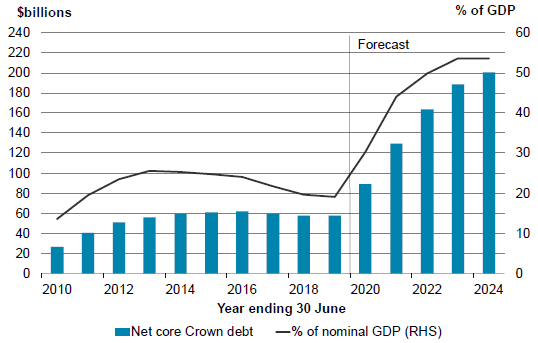 $billions % of GDP
240 60
Forecast
220
200 50
180
160 40
140
120 30
100
80 20
60
40 10
20
0 0
2010 2012 2014 2016 2018 2020 2022 2024
Year ending 30 June
Net core Crown debt % of nominal GDP (RHS)